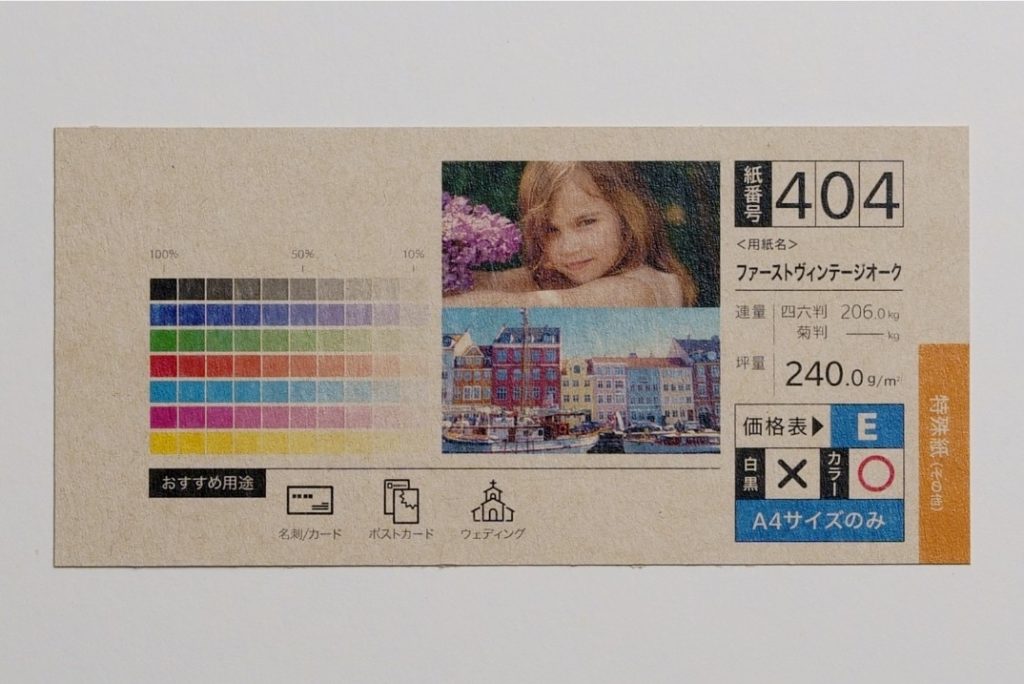 100% 50% 10%
おすすめ用途
名刺/カード ポストカード ウェディング
紙番号 404
<用紙名>
ファーストヴィンテージオーク
連量 四六判 206.0kg
菊判 ——kg
坪量 240.0g/m²
価格表▶ E
白黒 × カラー ○
A4サイズのみ
特殊紙(その他)